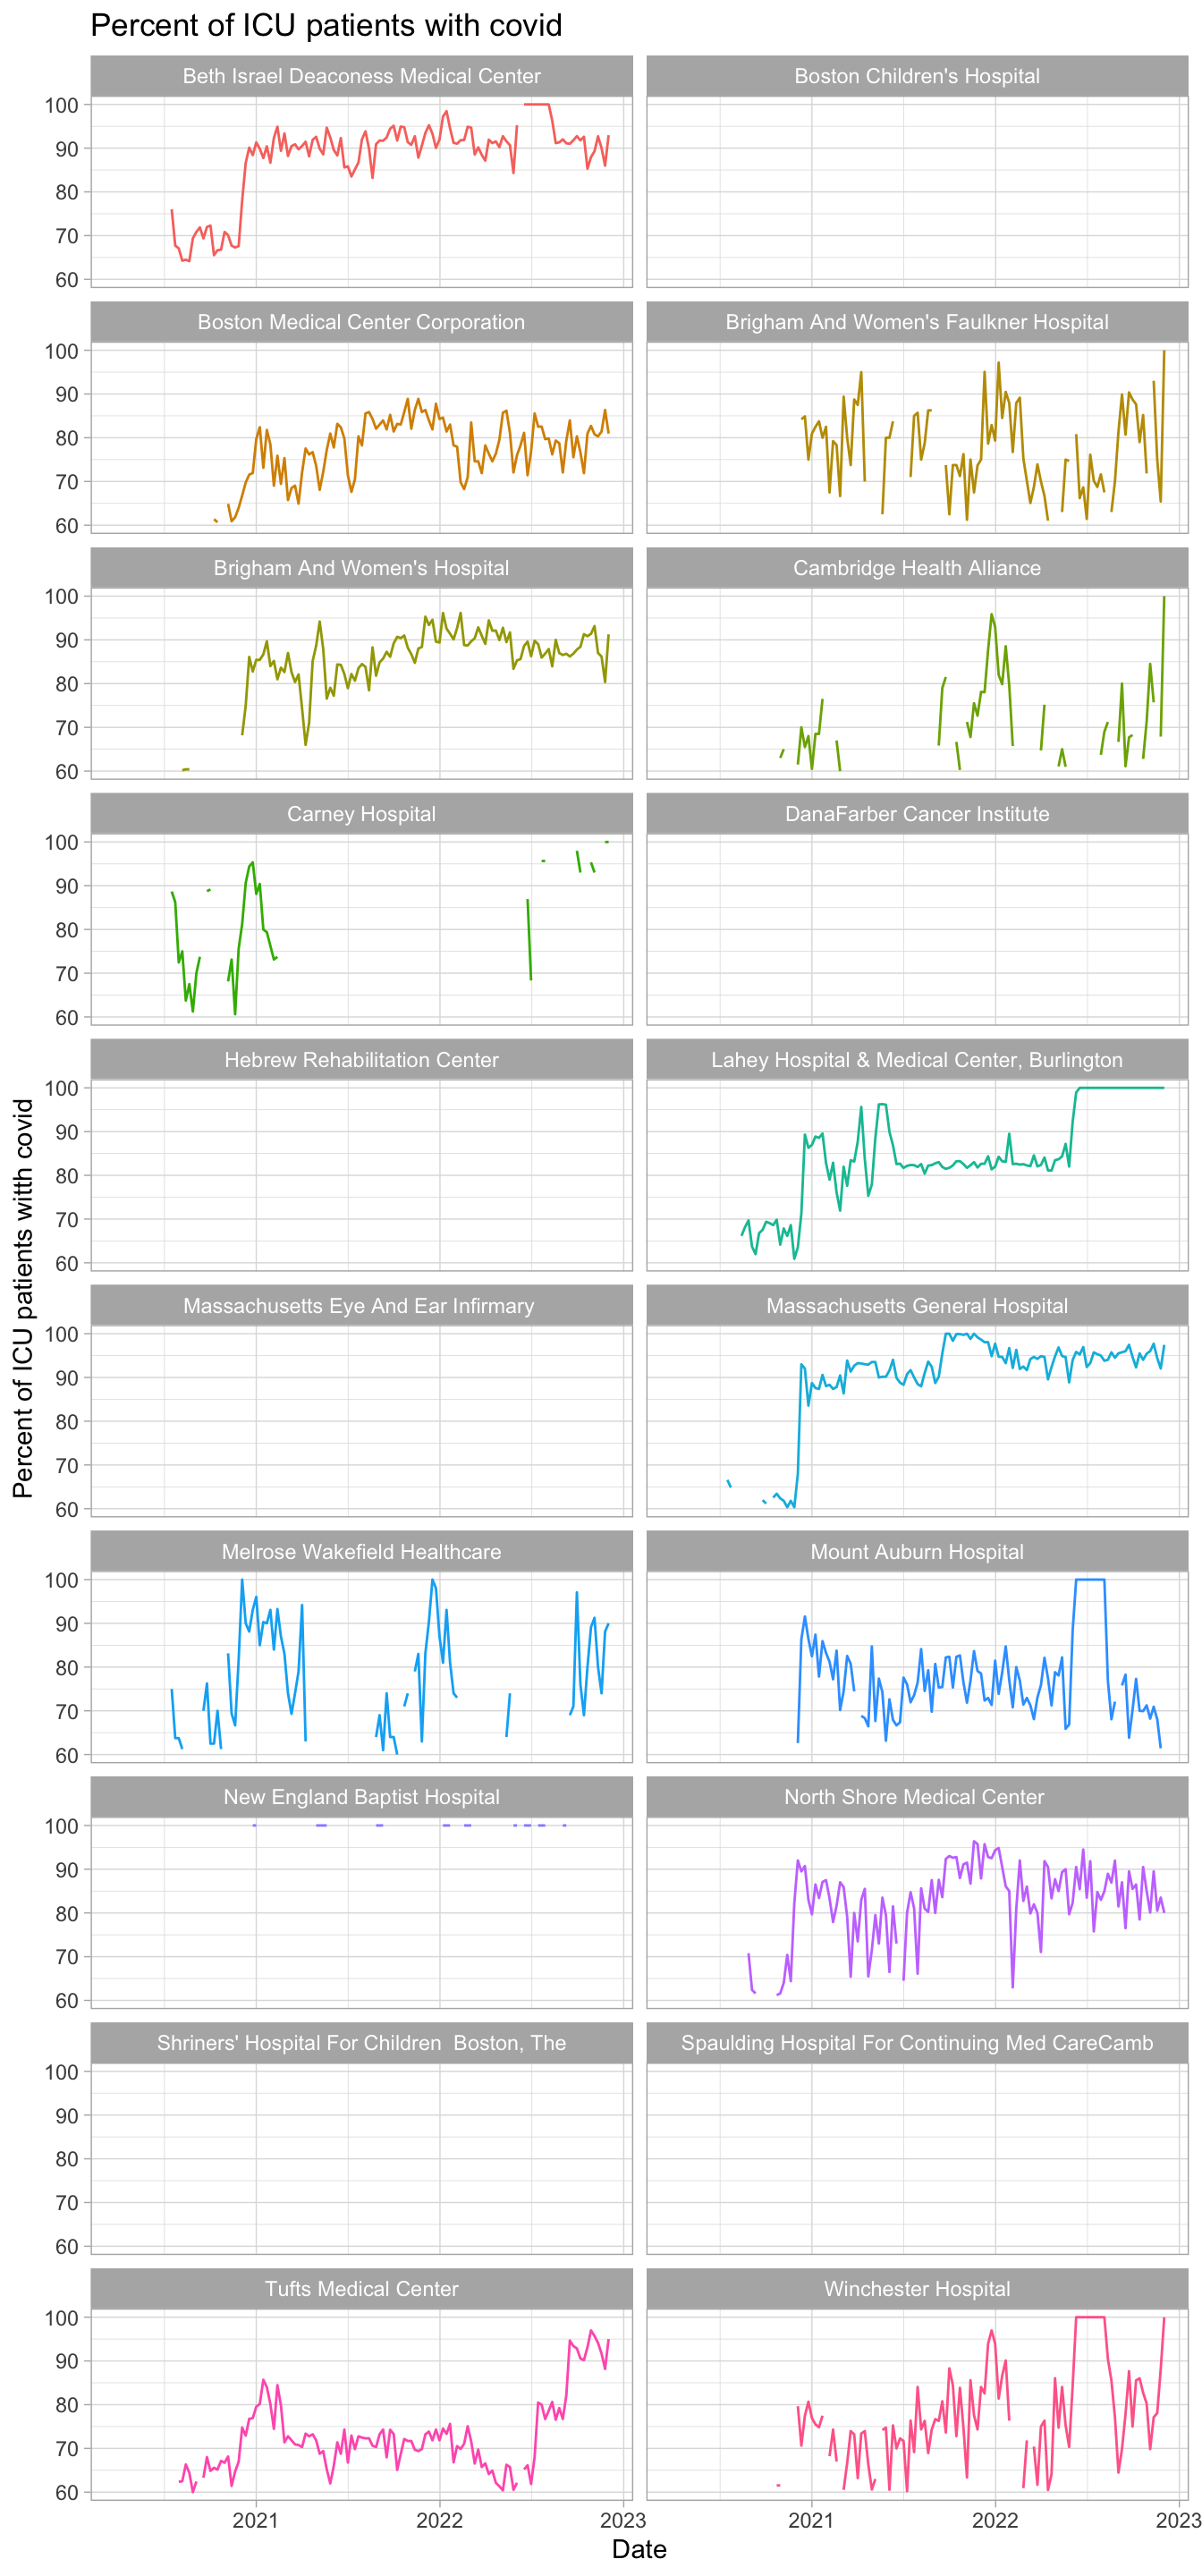 Percent of ICU patients with covid
Beth Israel Deaconess Medical Center
Boston Children's Hospital
100
90
80
70
60
Boston Medical Center Corporation
Brigham And Women's Faulkner Hospital
100
90
80
70
60
Brigham And Women's Hospital
Cambridge Health Alliance
100
90
80
70
60
Carney Hospital
DanaFarber Cancer Institute
100
90
80
70
60
Hebrew Rehabilitation Center
Lahey Hospital & Medical Center, Burlington
100
90
80
70
60
Percent of ICU patients witth covid
Massachusetts Eye And Ear Infirmary
Massachusetts General Hospital
100
90
80
70
60
Melrose Wakefield Healthcare
Mount Auburn Hospital
100
90
80
70
60
New England Baptist Hospital
North Shore Medical Center
100
90
80
70
60
Shriners' Hospital For Children  Boston, The
Spaulding Hospital For Continuing Med CareCamb
100
90
80
70
60
Tufts Medical Center
Winchester Hospital
100
90
80
70
60
2021 2022 2023 2021 2022 2023
Date